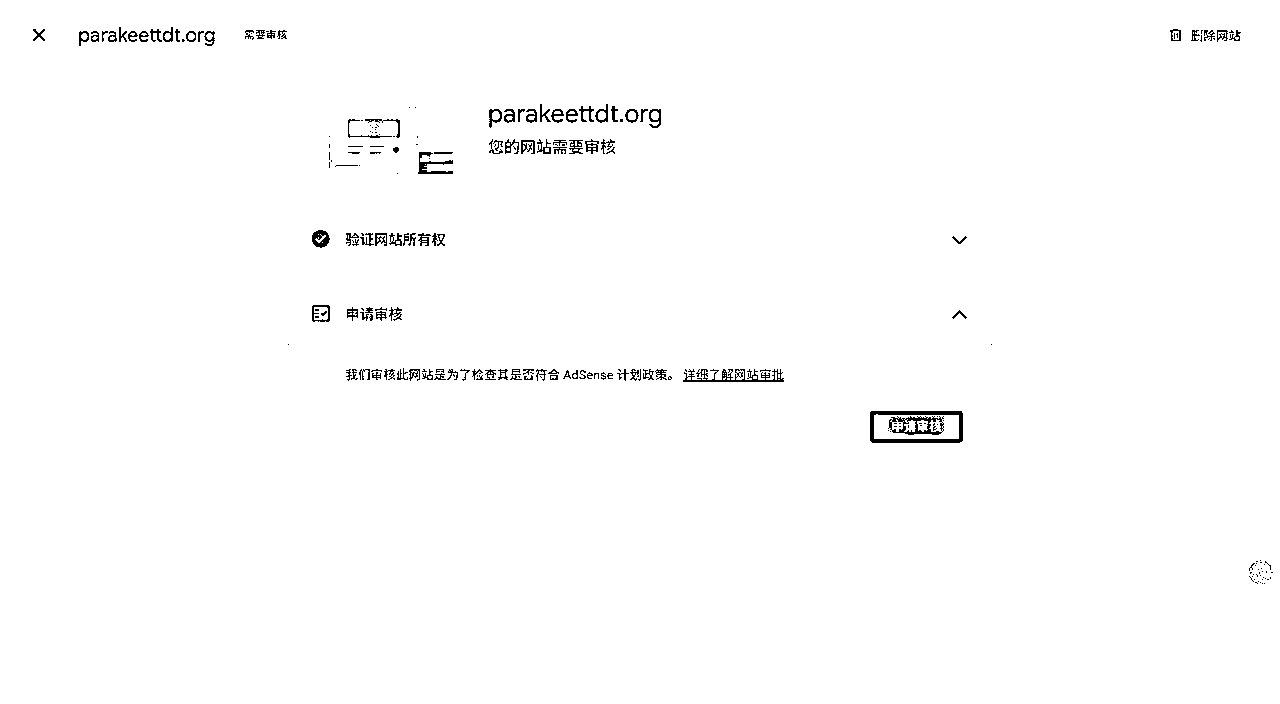 parakeettdt.org 需要审核 删除网站
parakeettdt.org
您的网站需要审核
验证网站所有权
申请审核
我们审核此网站是为了检查其是否符合 AdSense 计划政策。 详细了解网站审批
申请审核